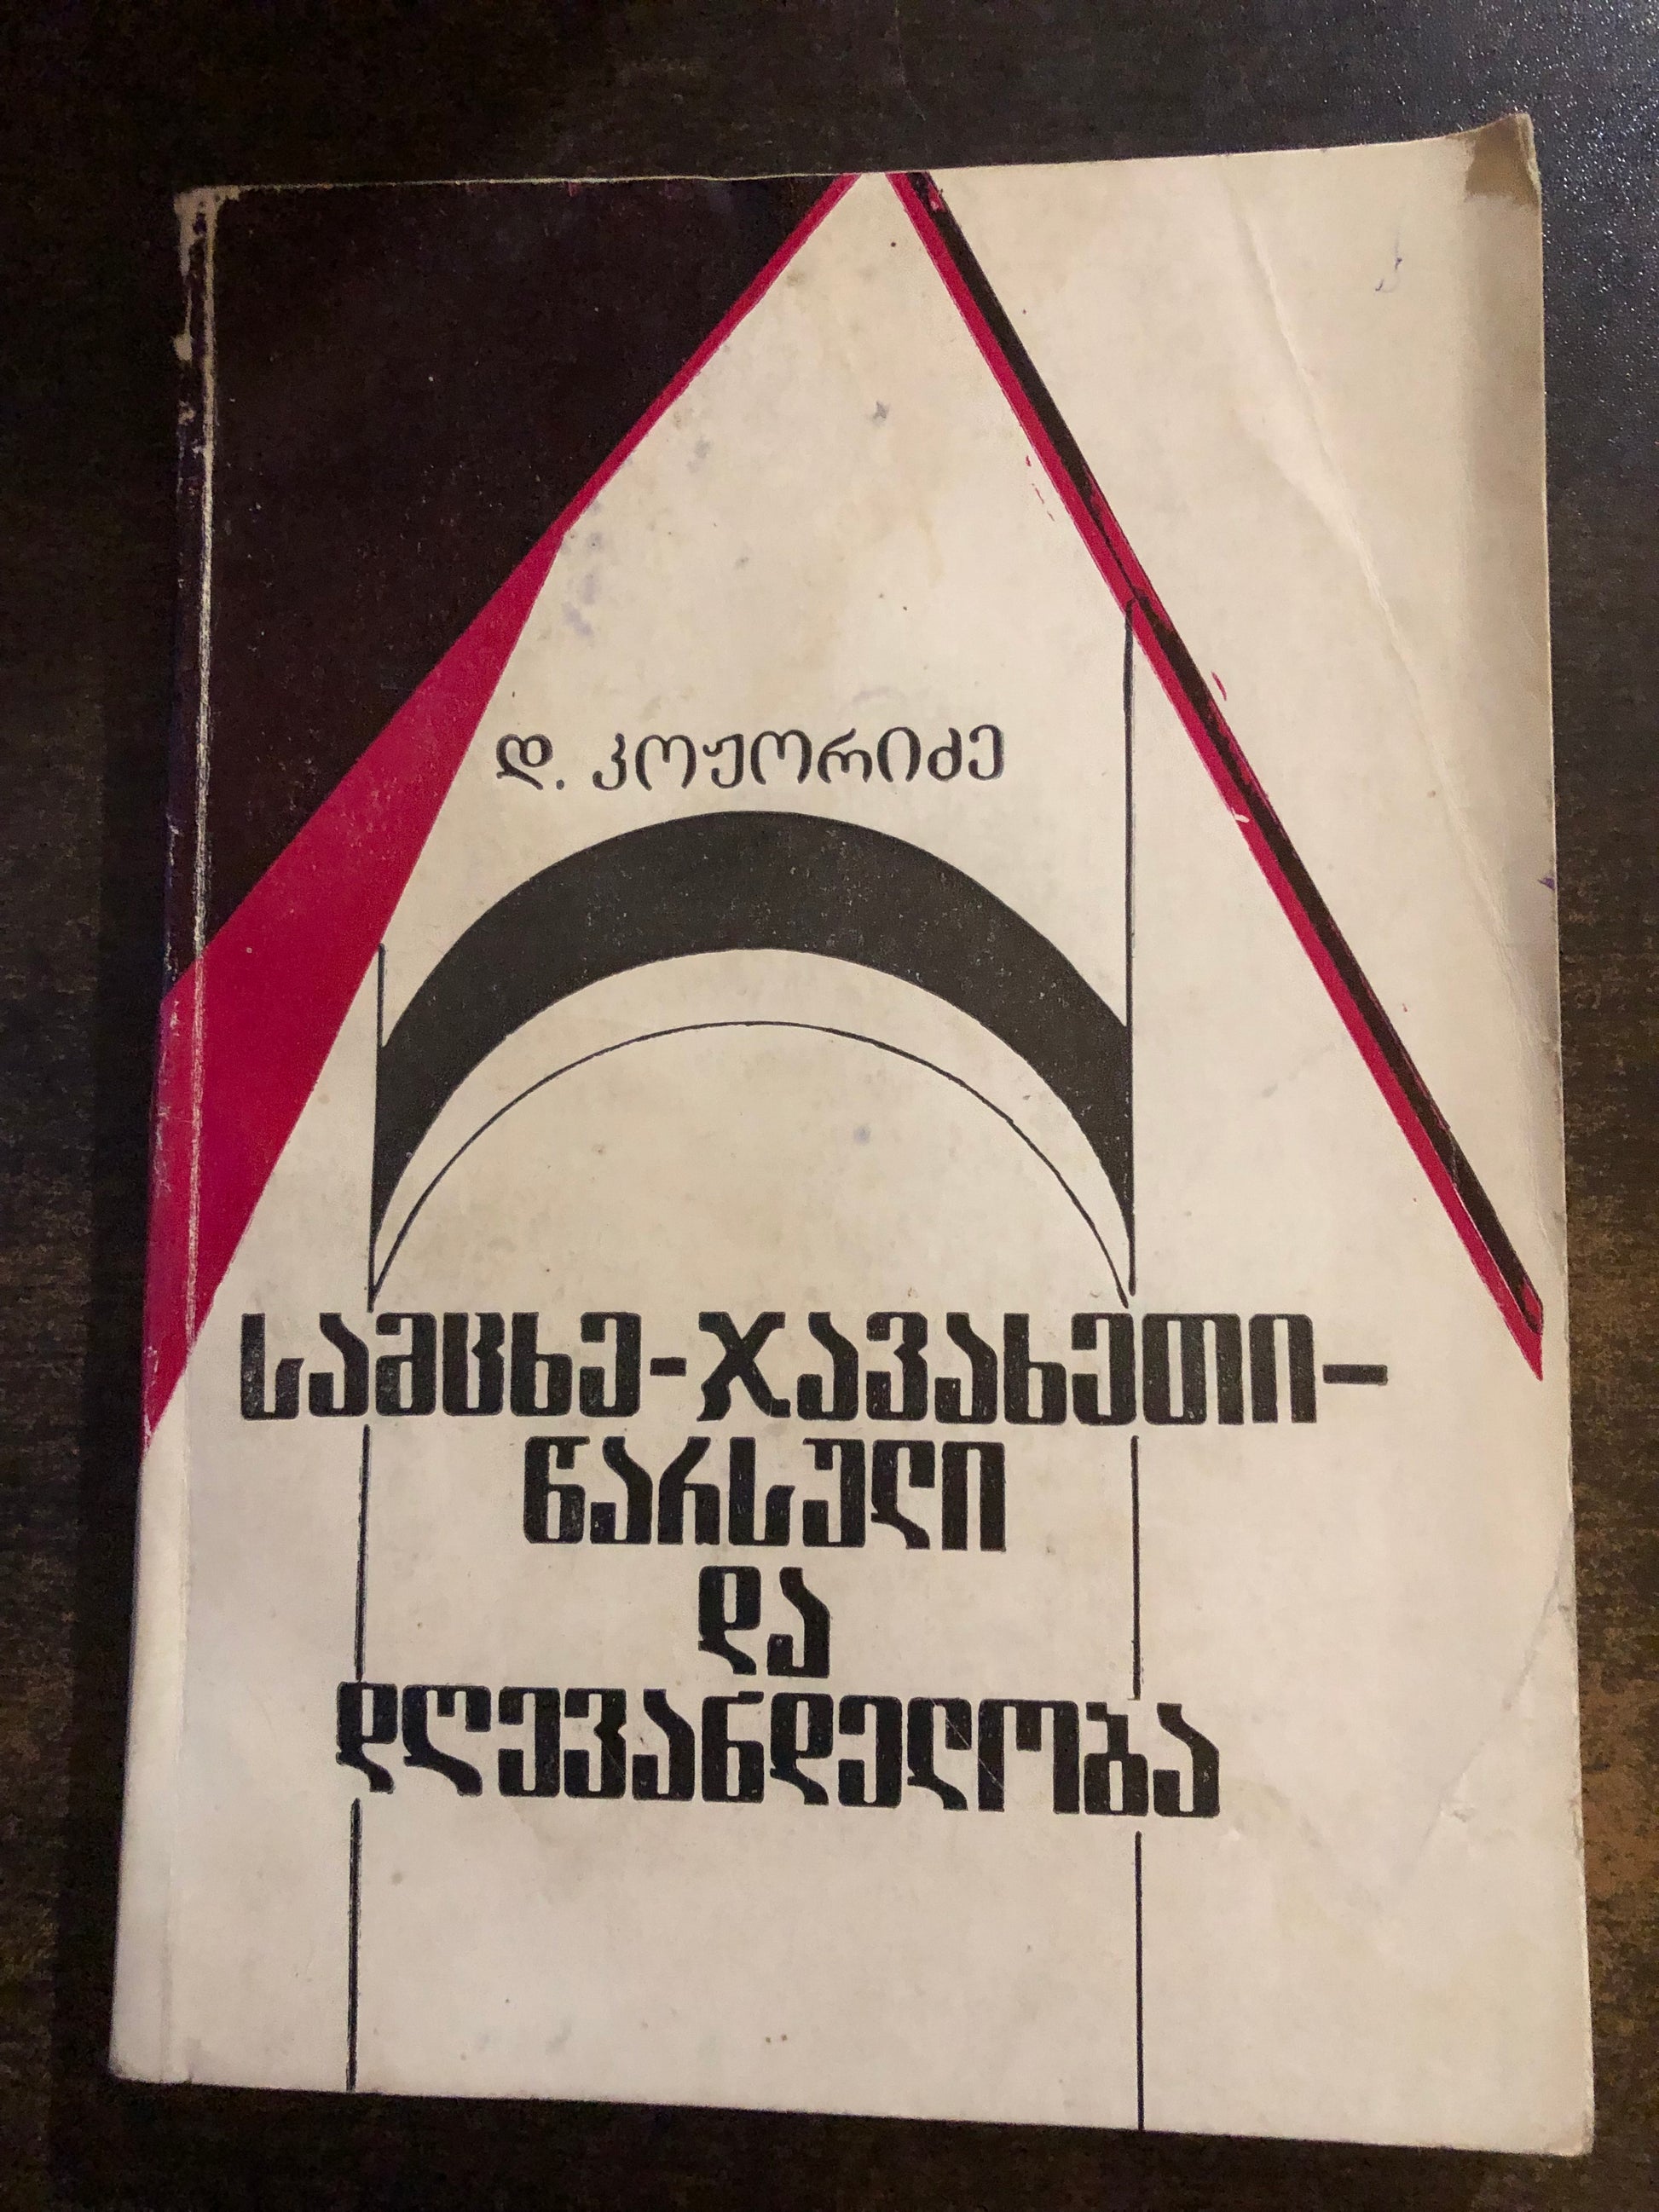 დ. კოჟორიძე
სამცხე-ჯავახეთი-
წარსული
და
დღევანდელობა